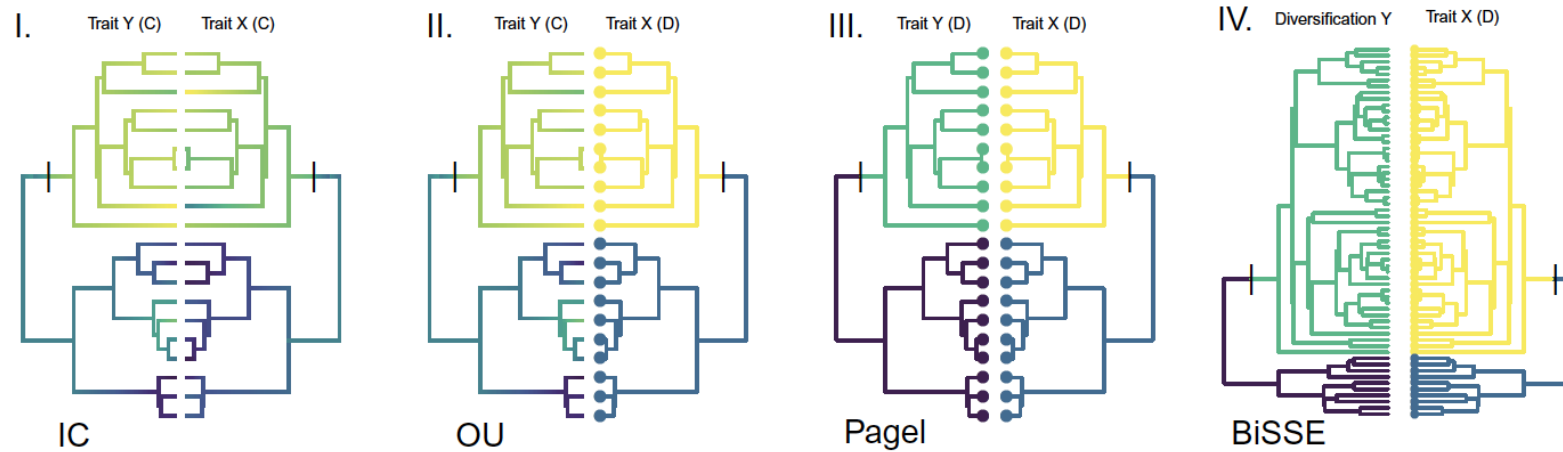 I. Trait Y (C) Trait X (C)
II. Trait Y (C) Trait X (D)
III. Trait Y (D) Trait X (D)
IV. Diversification Y Trait X (D)
IC
OU
Pagel
BiSSE